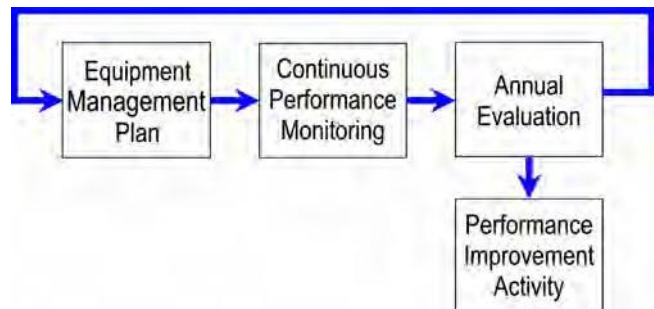 Equipment
Management
Plan
Continuous
Performance
Monitoring
Annual
Evaluation
Performance
Improvement
Activity